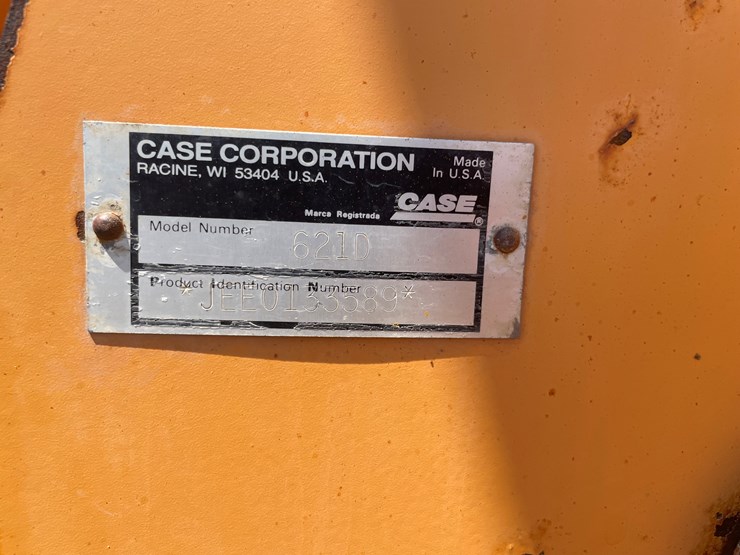 CASE CORPORATION
RACINE, WI 53404 U.S.A.
Made
In U.S.A.
Marca Registrada
CASE®
Model Number
621D
Product Identification Number
*JEE0133589*